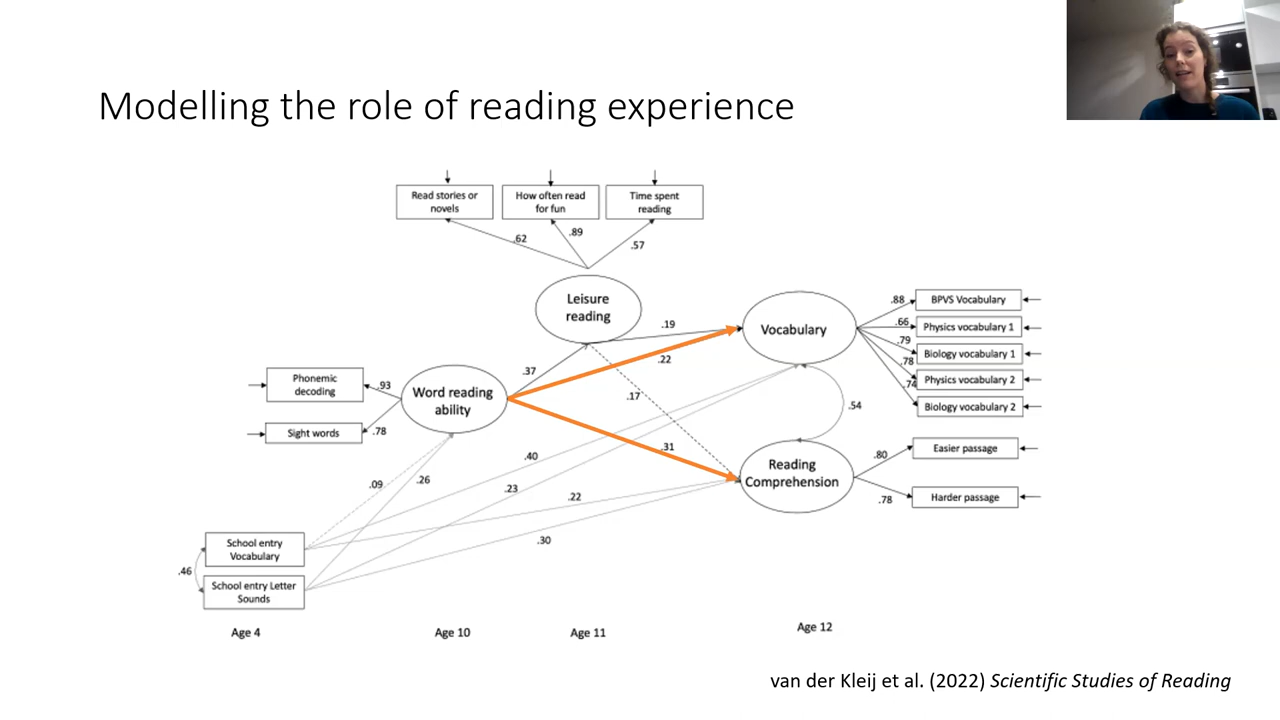 Modelling the role of reading experience
Read stories or
novels
How often read
for fun
Time spent
reading
.62
.89
.57
Leisure
reading
.19
Vocabulary
.88
BPVS Vocabulary
.66
Physics vocabulary 1
.79
Biology vocabulary 1
.78
Physics vocabulary 2
.74
Biology vocabulary 2
.22
.37
Phonemic
decoding
.93
Word reading
ability
Sight words
.78
.17
.54
.31
Reading
Comprehension
.80
Easier passage
.78
Harder passage
.40
.09
.26
.23
.22
.30
School entry
Vocabulary
.46
School entry Letter
Sounds
Age 4
Age 10
Age 11
Age 12
van der Kleij et al. (2022) Scientific Studies of Reading